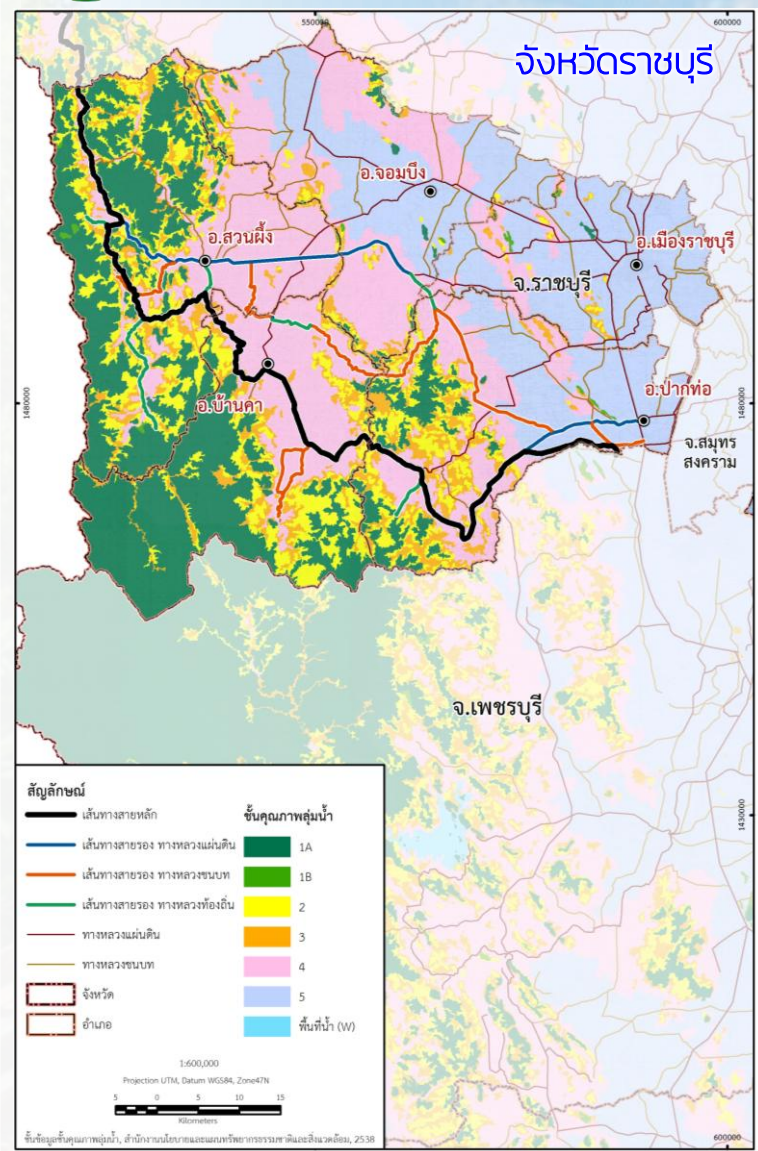 จังหวัดราชบุรี
550000
600000
อ.จอมบึง
อ.สวนผึ้ง
อ.เมืองราชบุรี
จ.ราชบุรี
1480000
1480000
อ.ปากท่อ
อ.บ้านคา
จ.สมุทร
สงคราม
จ.เพชรบุรี
1430000
สัญลักษณ์
เส้นทางสายหลัก
เส้นทางสายรอง ทางหลวงแผ่นดิน
เส้นทางสายรอง ทางหลวงชนบท
เส้นทางสายรอง ทางหลวงท้องถิ่น
ทางหลวงแผ่นดิน
ทางหลวงชนบท
จังหวัด
อำเภอ
ชั้นคุณภาพลุ่มน้ำ
1A
1B
2
3
4
5
พื้นที่น้ำ (W)
1:600,000
Projection UTM, Datum WGS84, Zone47N
5 0 5 10 15
Kilometers
ชั้นข้อมูลชั้นคุณภาพลุ่มน้ำ, สำนักงานนโยบายและแผนทรัพยากรธรรมชาติและสิ่งแวดล้อม, 2538
600000